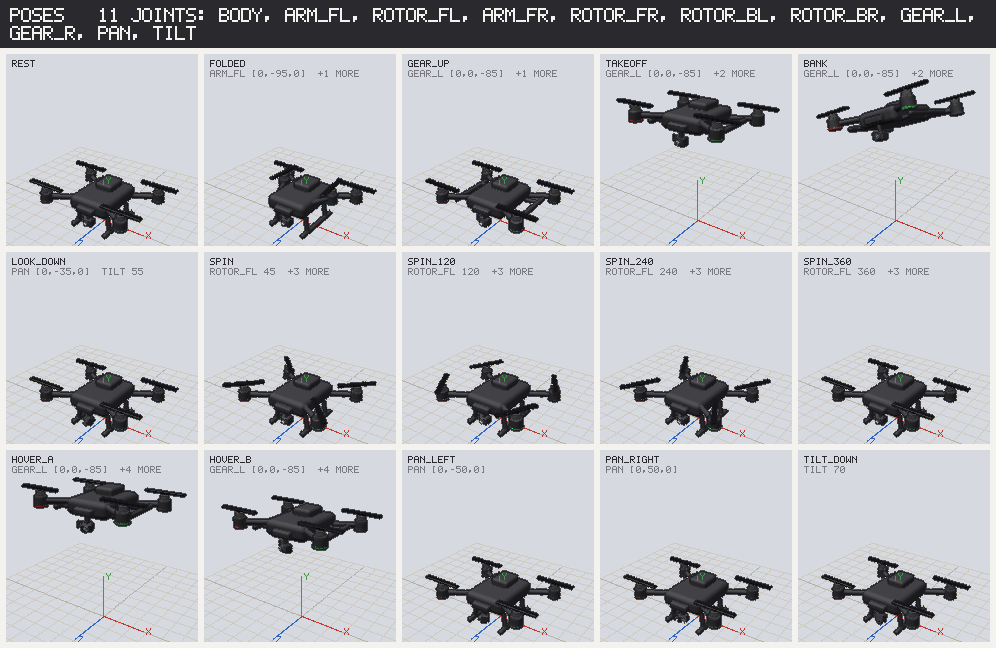 POSES   11 JOINTS: BODY, ARM_FL, ROTOR_FL, ARM_FR, ROTOR_FR, ROTOR_BL, ROTOR_BR, GEAR_L,
GEAR_R, PAN, TILT
REST
Y
X
Z
FOLDED
ARM_FL [0,-95,0]  +1 MORE
Y
X
Z
GEAR_UP
GEAR_L [0,0,-85]  +1 MORE
Y
X
Z
TAKEOFF
GEAR_L [0,0,-85]  +2 MORE
Y
X
Z
BANK
GEAR_L [0,0,-85]  +2 MORE
Y
X
Z
LOOK_DOWN
PAN [0,-35,0]  TILT 55
Y
X
Z
SPIN
ROTOR_FL 45  +3 MORE
Y
X
Z
SPIN_120
ROTOR_FL 120  +3 MORE
Y
X
Z
SPIN_240
ROTOR_FL 240  +3 MORE
Y
X
Z
SPIN_360
ROTOR_FL 360  +3 MORE
Y
X
Z
HOVER_A
GEAR_L [0,0,-85]  +4 MORE
Y
X
Z
HOVER_B
GEAR_L [0,0,-85]  +4 MORE
Y
X
Z
PAN_LEFT
PAN [0,-50,0]
Y
X
Z
PAN_RIGHT
PAN [0,50,0]
Y
X
Z
TILT_DOWN
TILT 70
Y
X
Z